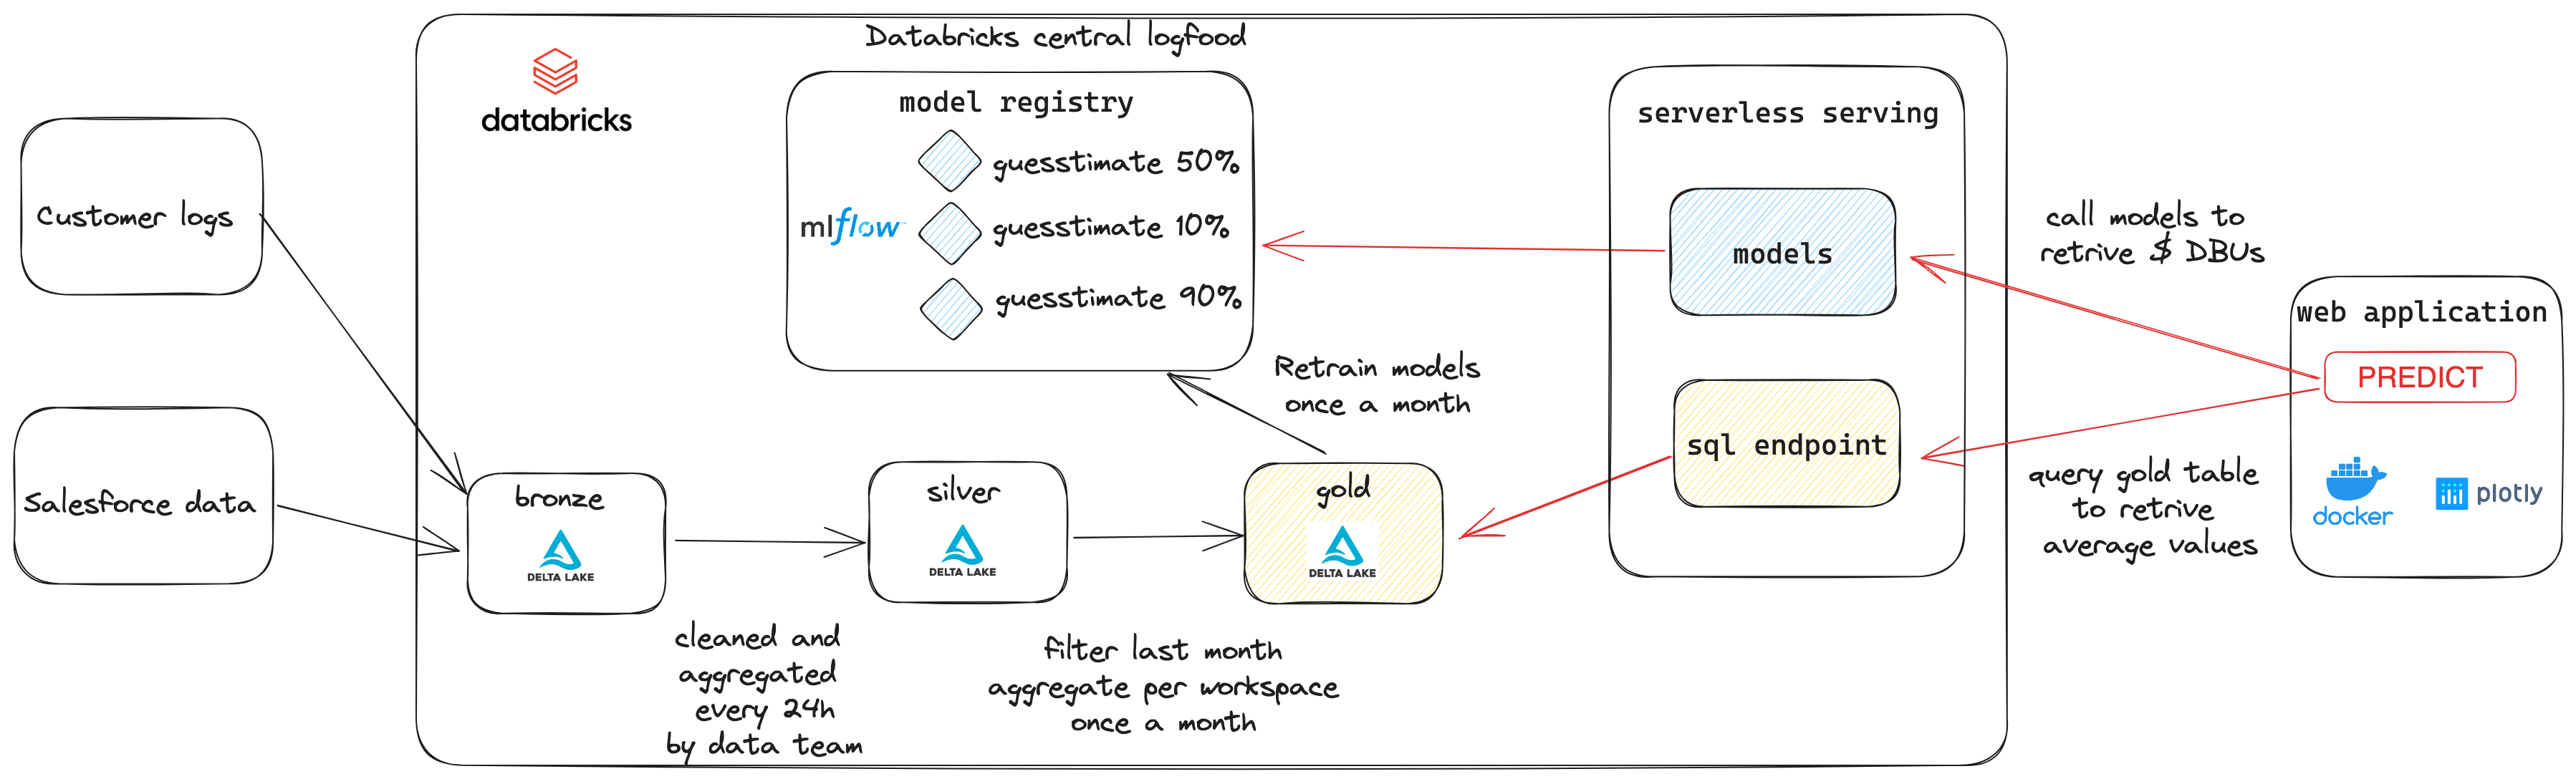 Databricks central logfood
databricks
Customer logs
Salesforce data
model registry
mlflow
guesstimate 50%
guesstimate 10%
guesstimate 90%
Retrain models
once a month
bronze
DELTA LAKE
silver
DELTA LAKE
gold
DELTA LAKE
cleaned and
aggregated
every 24h
by data team
filter last month
aggregate per workspace
once a month
serverless serving
models
sql endpoint
call models to
retrive $ DBUs
query gold table
to retrive
average values
web application
PREDICT
docker
plotly